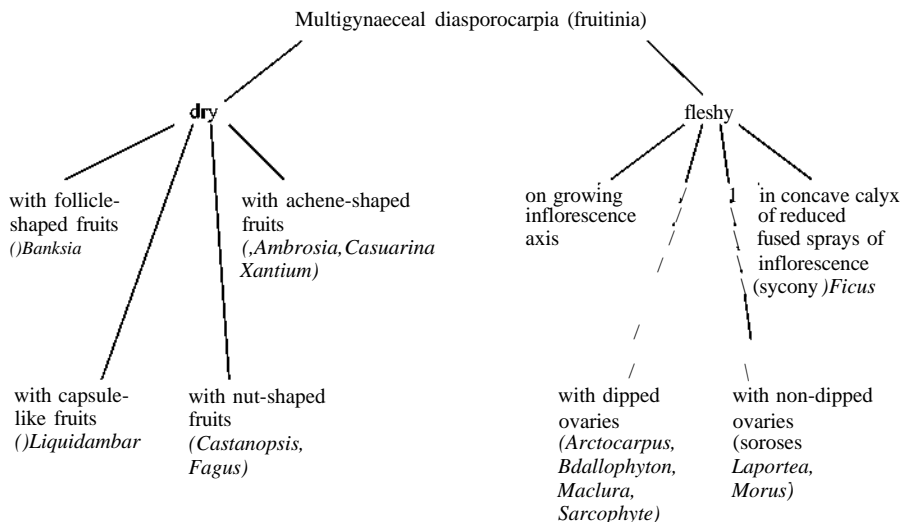 Multigynaeceal diasporocarpia (fruitinia)
dry
fleshy
with follicle-
shaped fruits
()Banksia
with achene-shaped
fruits
(,Ambrosia,Casuarina
Xantium)
on growing
inflorescence
axis
in concave calyx
of reduced
fused sprays of
inflorescence
(sycony )Ficus
with capsule-
like fruits
()Liquidambar
with nut-shaped
fruits
(Castanopsis,
Fagus)
with dipped
ovaries
(Arctocarpus,
Bdallophyton,
Maclura,
Sarcophyte)
with non-dipped
ovaries
(soroses
Laportea,
Morus)